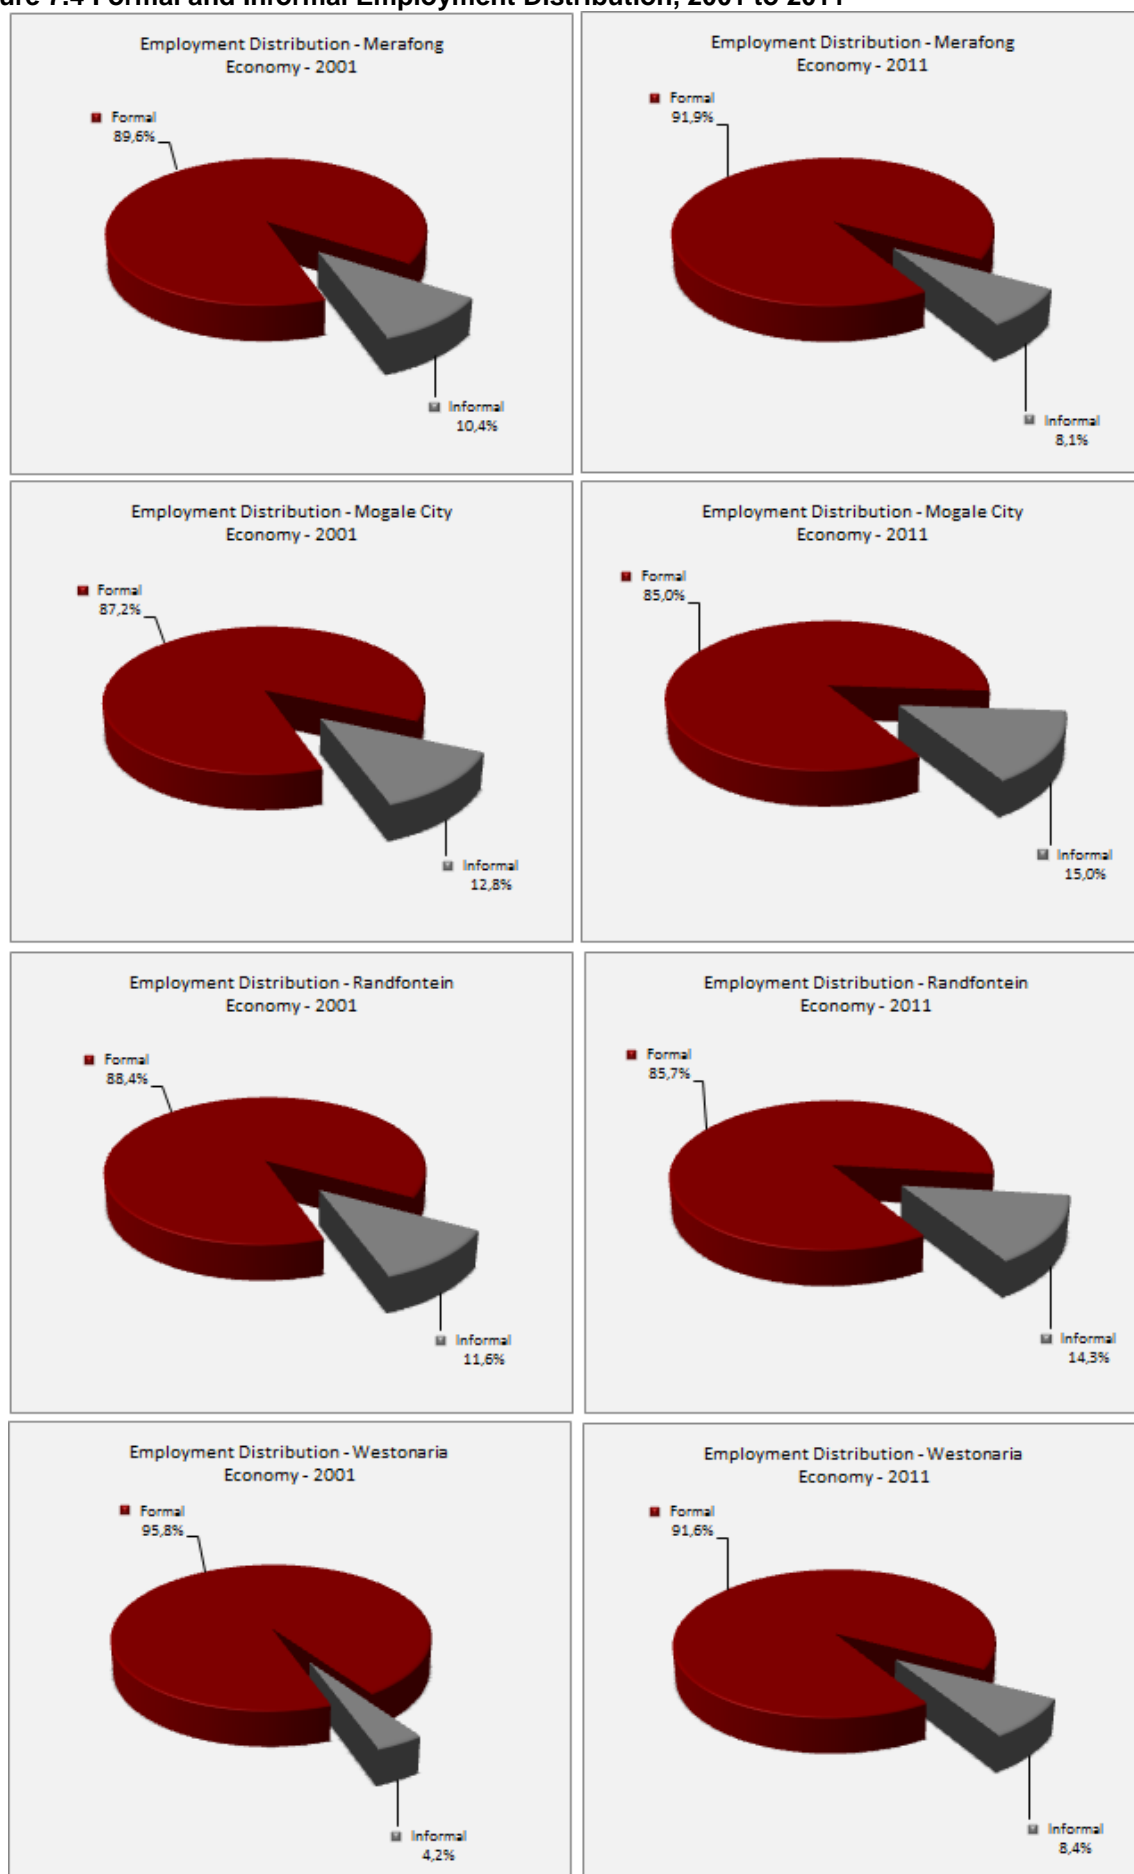 7.4 Formal and Informal Employment Distribution, 2001 to 2011
Employment Distribution - Merafong
Economy - 2001
Formal
89,6%
Informal
10,4%
Employment Distribution - Merafong
Economy - 2011
Formal
91,9%
Informal
8,1%
Employment Distribution - Mogale City
Economy - 2001
Formal
87,2%
Informal
12,8%
Employment Distribution - Mogale City
Economy - 2011
Formal
85,0%
Informal
15,0%
Employment Distribution - Randfontein
Economy - 2001
Formal
88,4%
Informal
11,6%
Employment Distribution - Randfontein
Economy - 2011
Formal
85,7%
Informal
14,3%
Employment Distribution - Westonaria
Economy - 2001
Formal
95,8%
Informal
4,2%
Employment Distribution - Westonaria
Economy - 2011
Formal
91,6%
Informal
8,4%